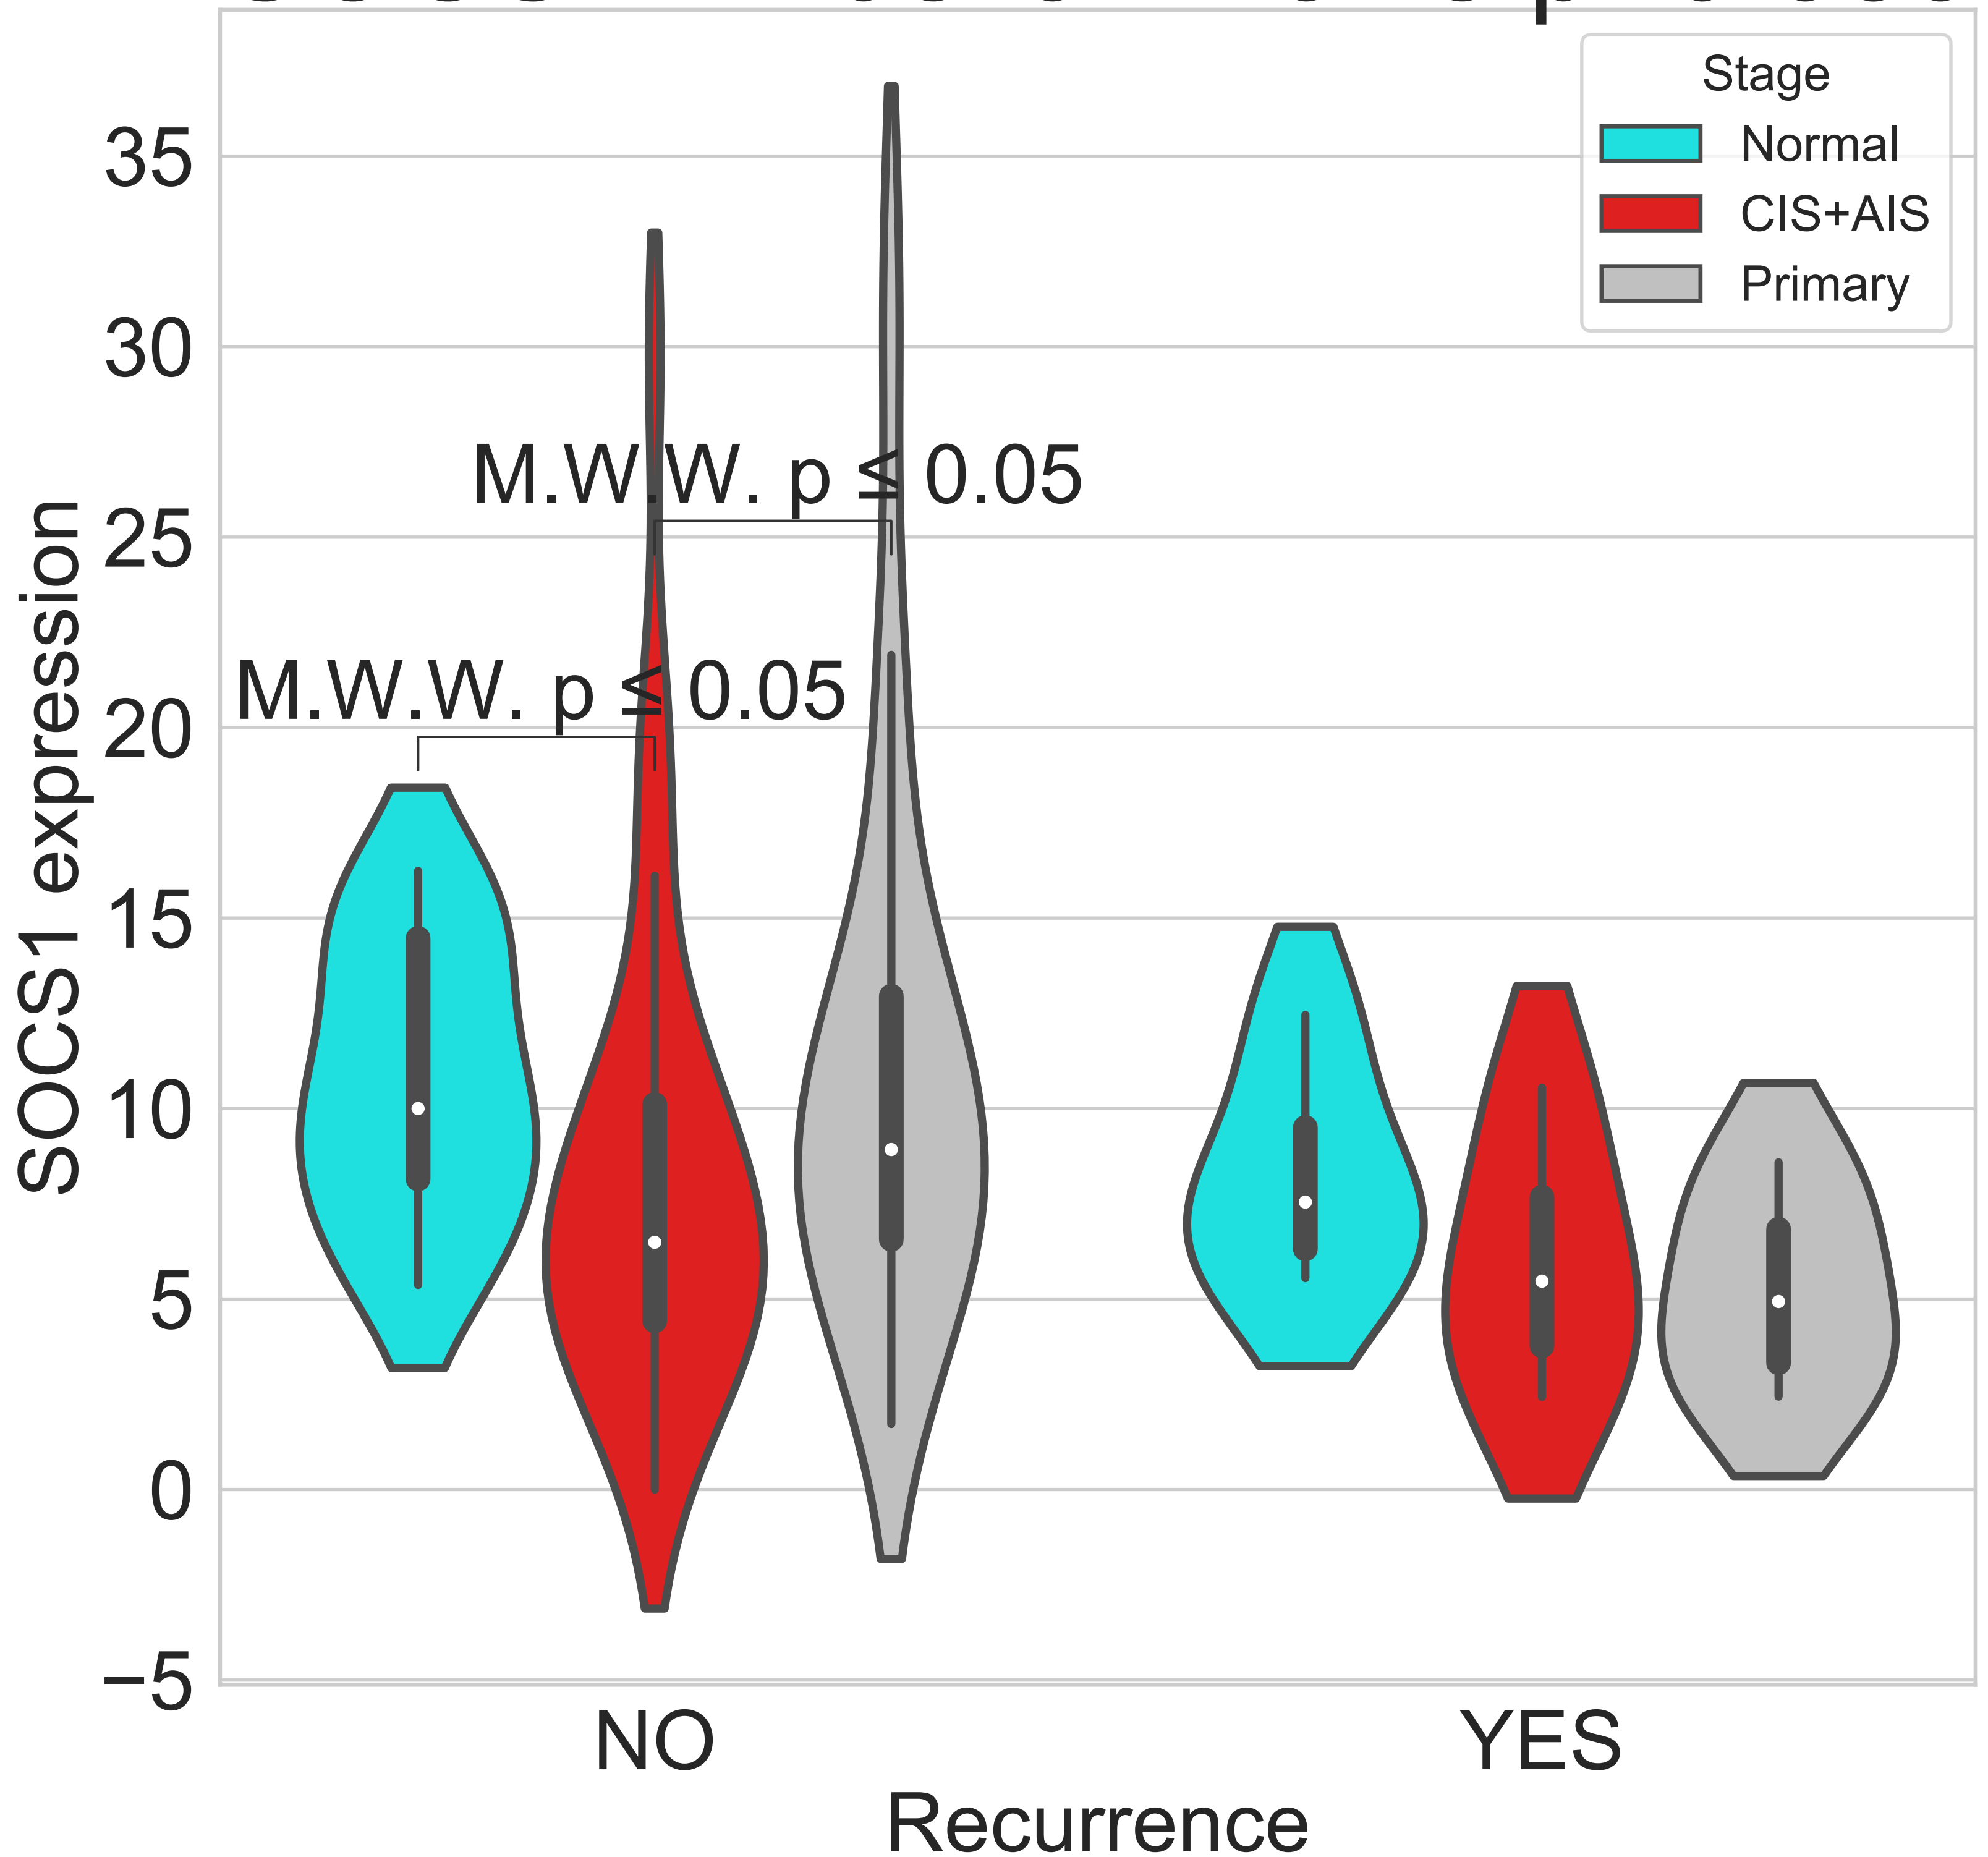 Stage
Normal
CIS+AIS
Primary
35
30
25
20
15
10
5
0
−5
SOCS1 expression
M.W.W. p ≤ 0.05
M.W.W. p ≤ 0.05
NO
YES
Recurrence